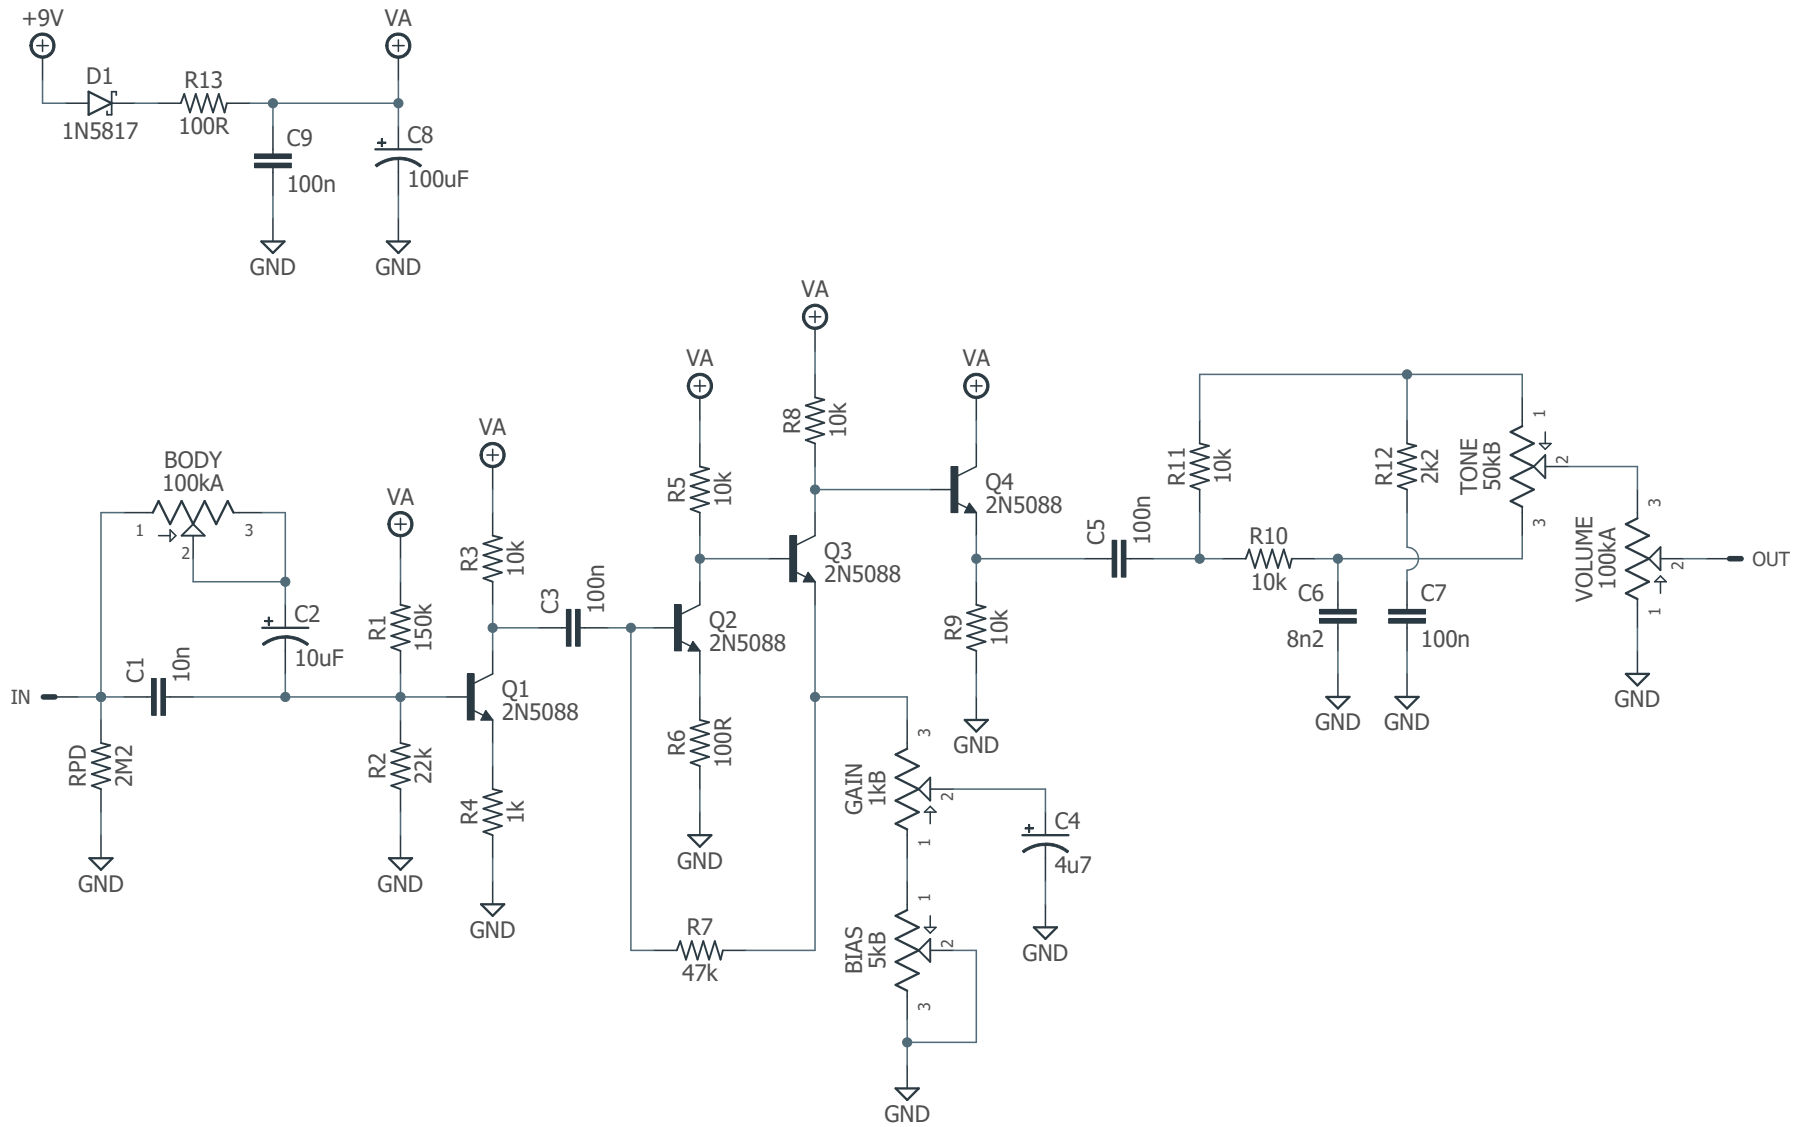 +9V
VA
D1
1N5817
R13
100R
C9
100n
C8
100uF
GND
GND
BODY
100kA
1
2
3
C2
10uF
C1
10n
IN
RPD
2M2
GND
VA
R1
150k
R2
22k
GND
VA
R3
10k
Q1
2N5088
R4
1k
GND
C3
100n
VA
R5
10k
Q2
2N5088
R6
100R
GND
R7
47k
VA
R8
10k
Q3
2N5088
GAIN
1kB
3
2
1
C4
4u7
GND
BIAS
5kB
1
2
3
GND
VA
Q4
2N5088
R9
10k
GND
C5
100n
R11
10k
R10
10k
R12
2k2
C6
8n2
GND
C7
100n
GND
TONE
50kB
1
2
3
VOLUME
100kA
3
2
1
GND
OUT